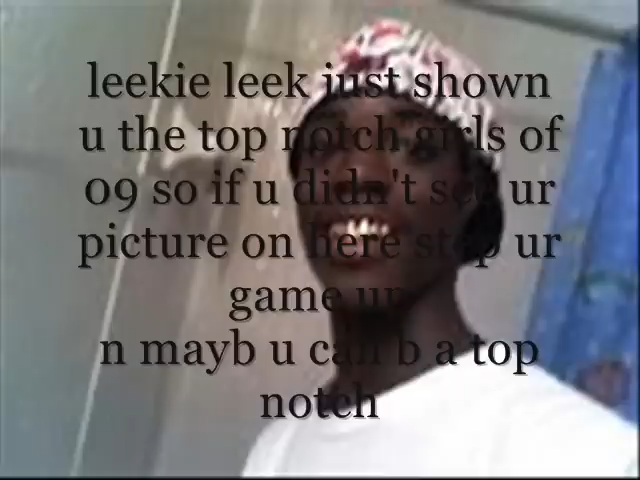 leekie leek just shown
u the top notch girls of
09 so if u didn't see ur
picture on here step ur
game up
n mayb u can b a top
notch